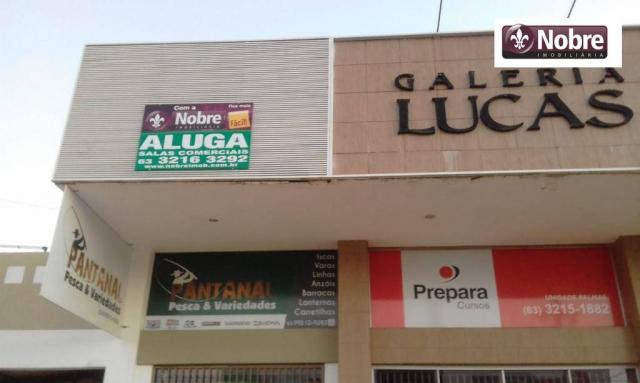 Nobre
IMOBILIÁRIA
GALERIA
LUCAS
Com a
Nobre
IMOBILIÁRIA
fica mais
Fácil!
ALUGA
SALAS COMERCIAIS
63 3216 3292
www.nobreimob.com.br
PANTANAL
Pesca & Variedades
PANTANAL
Pesca & Variedades
Iscas
Varas
Linhas
Anzóis
Barracas
Lanternas
Carretilhas
Prepara
Cursos
UNIDADE PALMAS
(63) 3215-1882